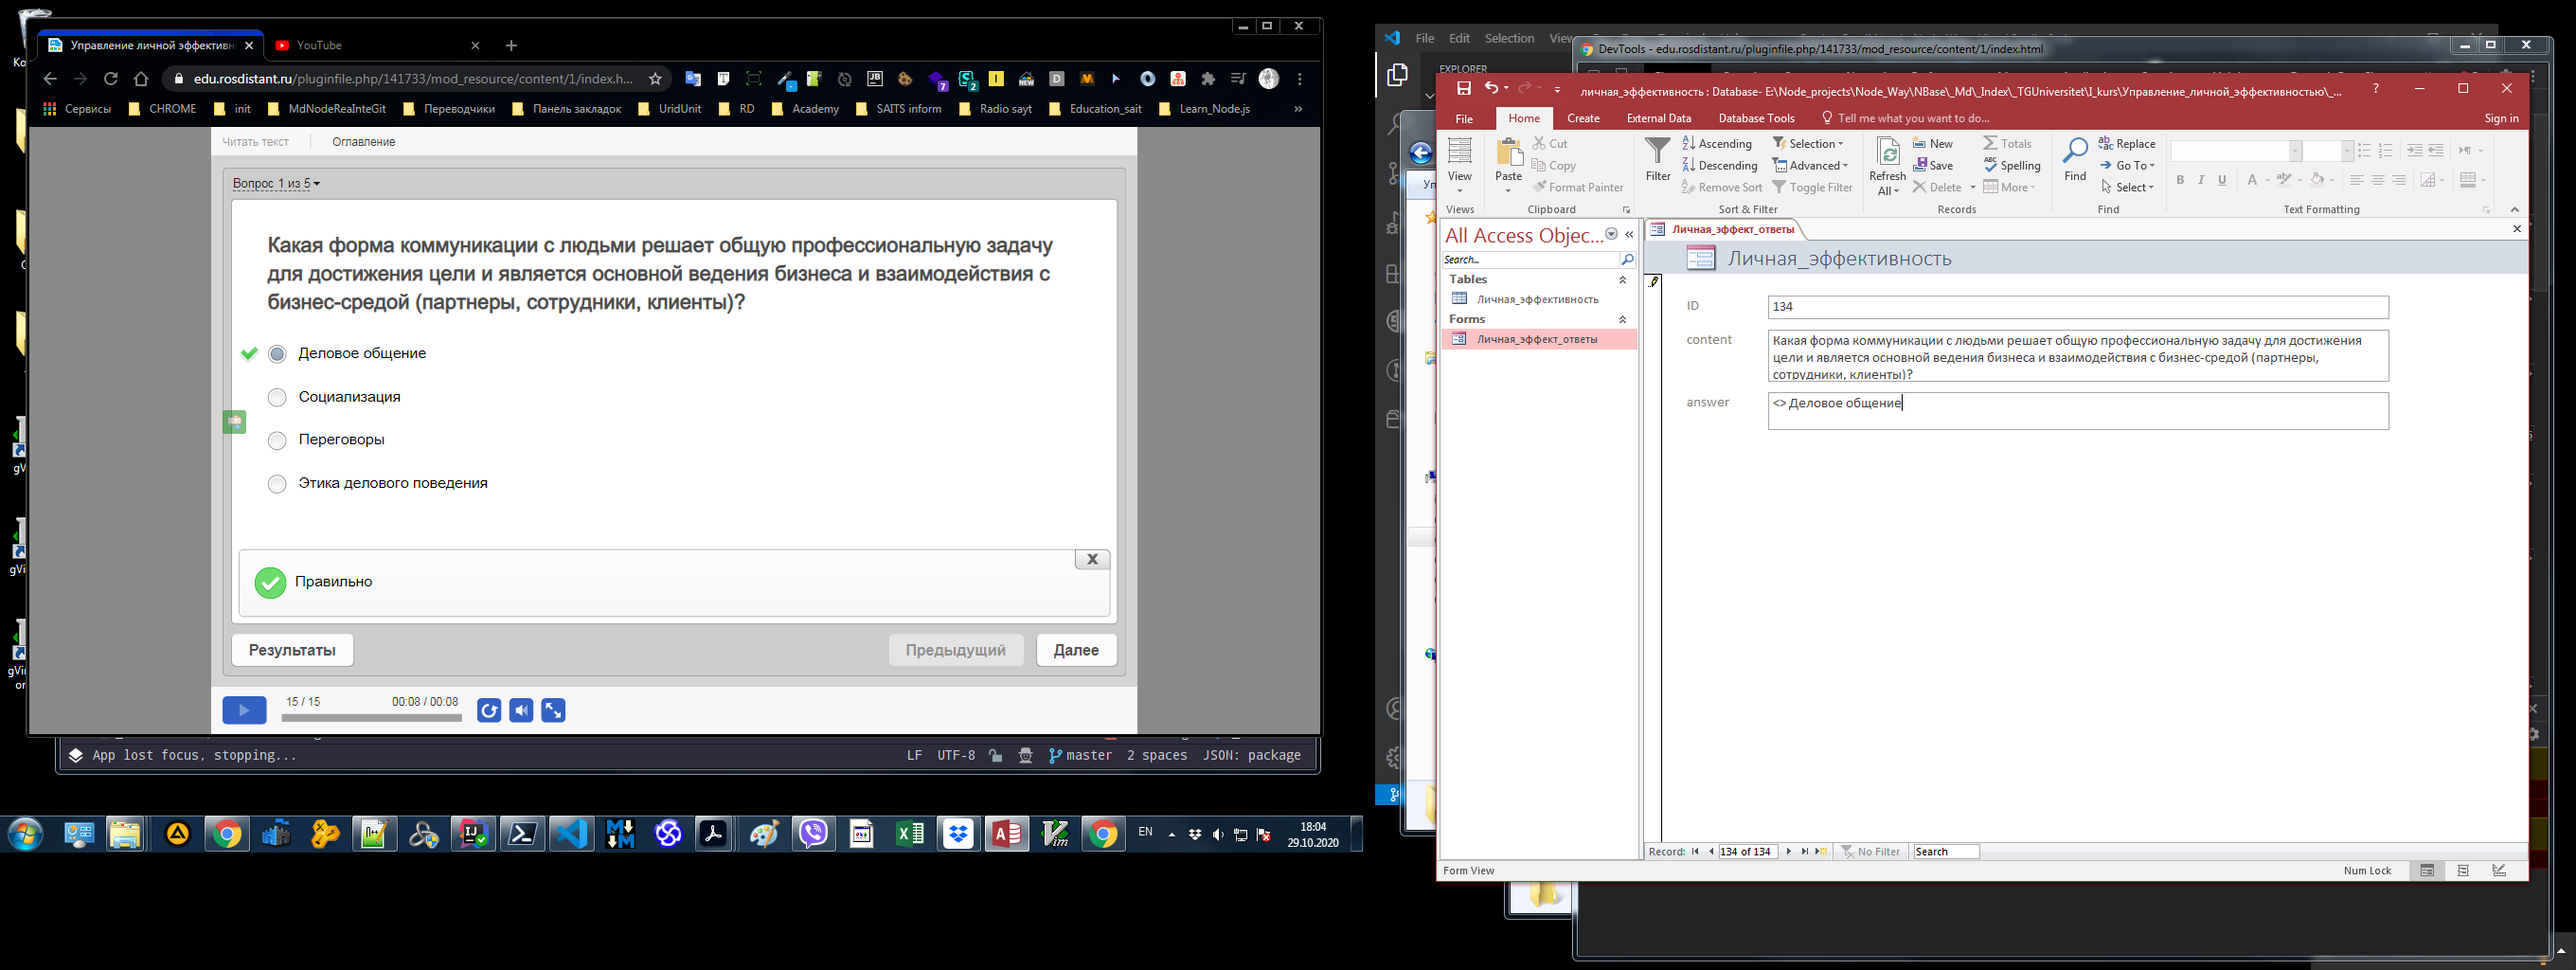 Управление личной эффективн
YouTube
edu.rosdistant.ru/pluginfile.php/141733/mod_resource/content/1/index.h...
Сервисы CHROME init MdNodeReaInteGit Переводчики Панель закладок UridUnit RD Academy SAITS inform Radio sayt Education_sait Learn_Node.js »
Читать текст
Оглавление
Вопрос 1 из 5
Какая форма коммуникации с людьми решает общую профессиональную задачу
для достижения цели и является основной ведения бизнеса и взаимодействия с
бизнес-средой (партнеры, сотрудники, клиенты)?
Деловое общение
Социализация
Переговоры
Этика делового поведения
X
Правильно
Результаты
Предыдущий
Далее
15 / 15
00:08 / 00:08
App lost focus, stopping...
LF UTF-8 master 2 spaces JSON: package
EN
18:04
29.10.2020
File Edit Selection View
EXPLORER
DevTools - edu.rosdistant.ru/pluginfile.php/141733/mod_resource/content/1/index.html
личная_эффективность : Database- E:\Node_projects\Node_Way\NBase\_Md\_Index\_TGUniversitet\I_kurs\Управление_личной_эффективностью\_...
File Home Create External Data Database Tools Tell me what you want to do...
Sign in
View
Views
Paste
Cut
Copy
Format Painter
Clipboard
Filter
Ascending
Descending
Remove Sort
Selection
Advanced
Toggle Filter
Sort & Filter
Refresh
All
New
Save
Delete
Totals
Spelling
More
Records
Find
Replace
Go To
Select
Find
B I U A
Text Formatting
All Access Objec...
Search...
Tables
Личная_эффективность
Forms
Личная_эффект_ответы
Личная_эффект_ответы
Личная_эффективность
ID
134
content
Какая форма коммуникации с людьми решает общую профессиональную задачу для достижения
цели и является основной ведения бизнеса и взаимодействия с бизнес-средой (партнеры,
сотрудники, клиенты)?
answer
<> Деловое общение
Record: 134 of 134 No Filter Search
Form View
Num Lock